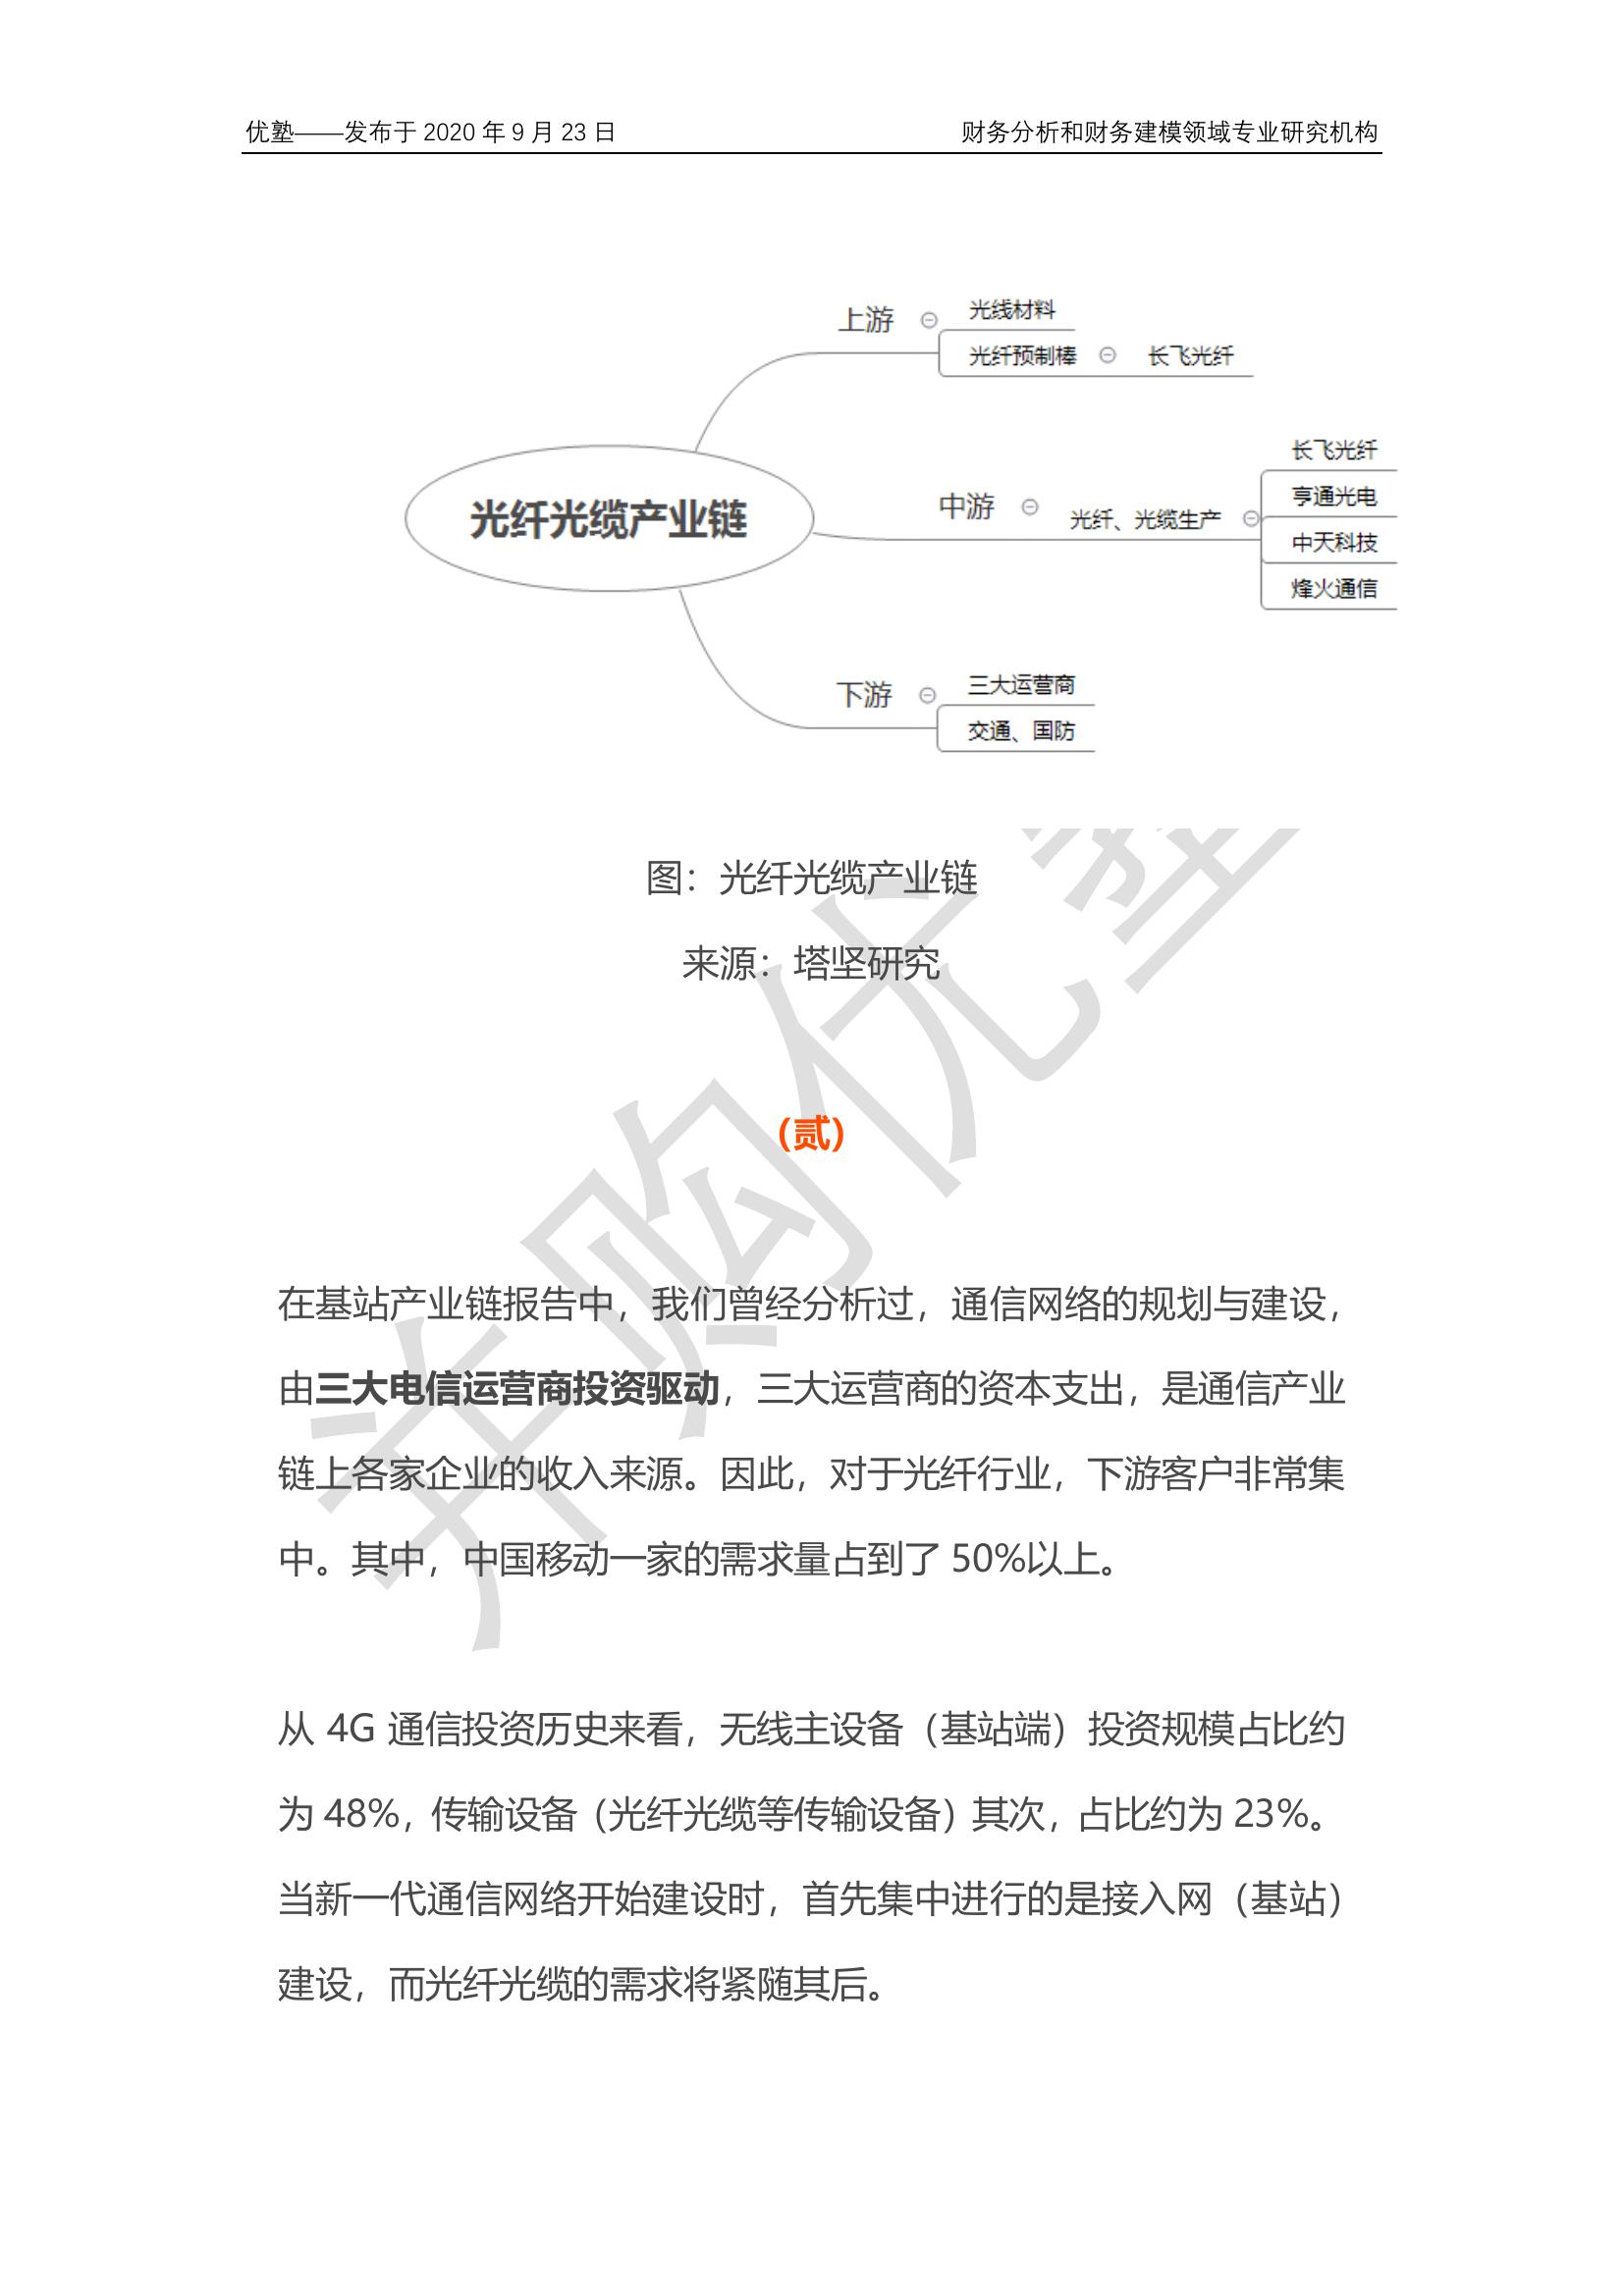 优塾——发布于 2020 年 9 月 23 日 财务分析和财务建模领域专业研究机构
上游
光线材料
光纤预制棒 长飞光纤
光纤光缆产业链
中游
光纤、光缆生产
长飞光纤
亨通光电
中天科技
烽火通信
下游
三大运营商
交通、国防
图：光纤光缆产业链
来源：塔坚研究
(贰)
在基站产业链报告中，我们曾经分析过，通信网络的规划与建设，
由三大电信运营商投资驱动，三大运营商的资本支出，是通信产业
链上各家企业的收入来源。因此，对于光纤行业，下游客户非常集
中。其中，中国移动一家的需求量占到了 50%以上。
从 4G 通信投资历史来看，无线主设备（基站端）投资规模占比约
为 48%，传输设备（光纤光缆等传输设备）其次，占比约为 23%。
当新一代通信网络开始建设时，首先集中进行的是接入网（基站）
建设，而光纤光缆的需求将紧随其后。
并购优塾